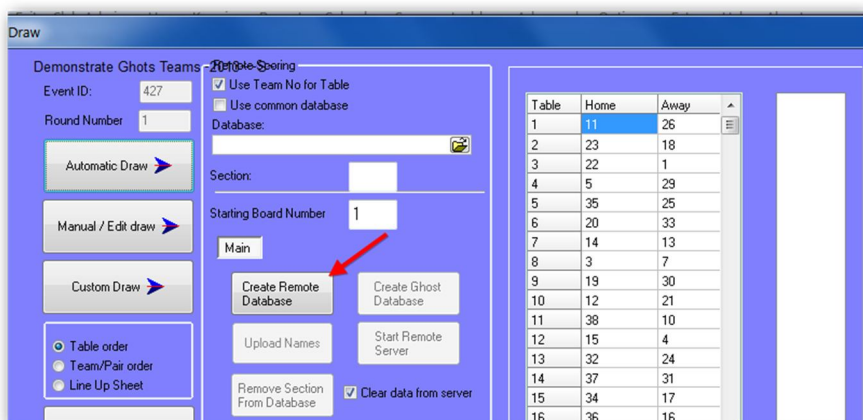 Draw
Demonstrate Ghots Teams
Remote Scoring
Event ID: 427
Round Number 1
Automatic Draw
Manual / Edit draw
Custom Draw
Table order
Team/Pair order
Line Up Sheet
Use Team No for Table
Use common database
Database:
Section:
Starting Board Number 1
Main
Create Remote Database
Create Ghost Database
Upload Names
Start Remote Server
Remove Section From Database
Clear data from server
Table Home Away
1 11 26
2 23 18
3 22 1
4 5 29
5 35 25
6 20 33
7 14 13
8 3 7
9 19 30
10 12 21
11 38 10
12 15 4
13 32 24
14 37 31
15 34 17
16 36 16